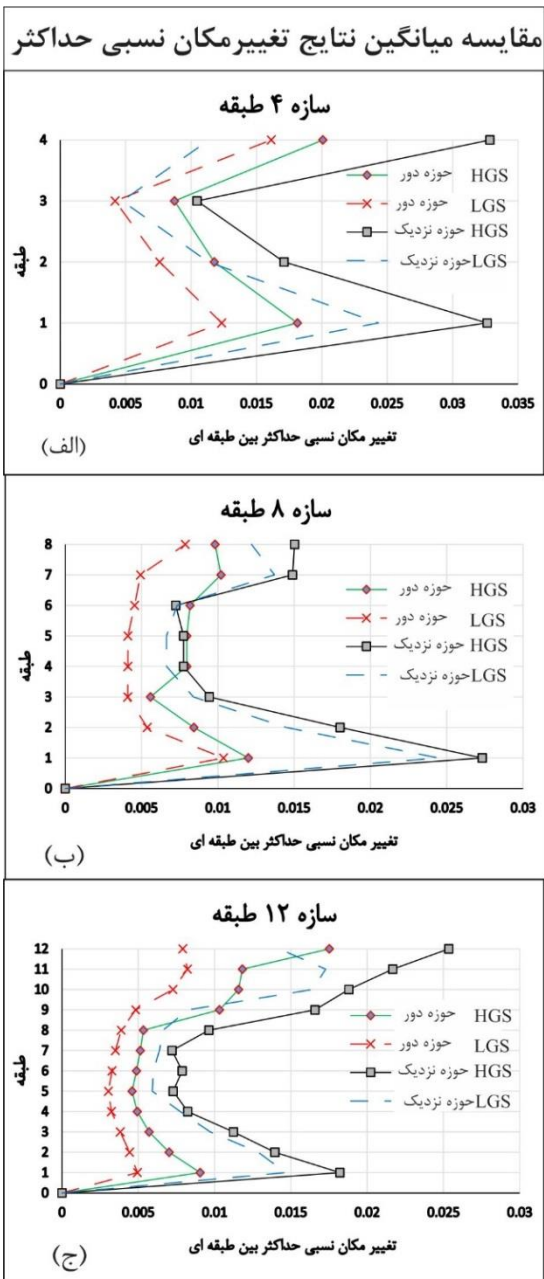 مقایسه میانگین نتایج تغییرمکان نسبی حداکثر
سازه ۴ طبقه
4
3
2
1
0
طبقه
حوزه دور HGS
حوزه دور LGS
حوزه نزدیک HGS
حوزه نزدیک LGS
0 0.005 0.01 0.015 0.02 0.025 0.03 0.035
تغییر مکان نسبی حداکثر بین طبقه ای
(الف)
سازه ۸ طبقه
8
7
6
5
4
3
2
1
0
طبقه
حوزه دور HGS
حوزه دور LGS
حوزه نزدیک HGS
حوزه نزدیک LGS
0 0.005 0.01 0.015 0.02 0.025 0.03
تغییر مکان نسبی حداکثر بین طبقه ای
(ب)
سازه ۱۲ طبقه
12
11
10
9
8
7
6
5
4
3
2
1
0
طبقه
حوزه دور HGS
حوزه دور LGS
حوزه نزدیک HGS
حوزه نزدیک LGS
0 0.005 0.01 0.015 0.02 0.025 0.03
تغییر مکان نسبی حداکثر بین طبقه ای
(ج)